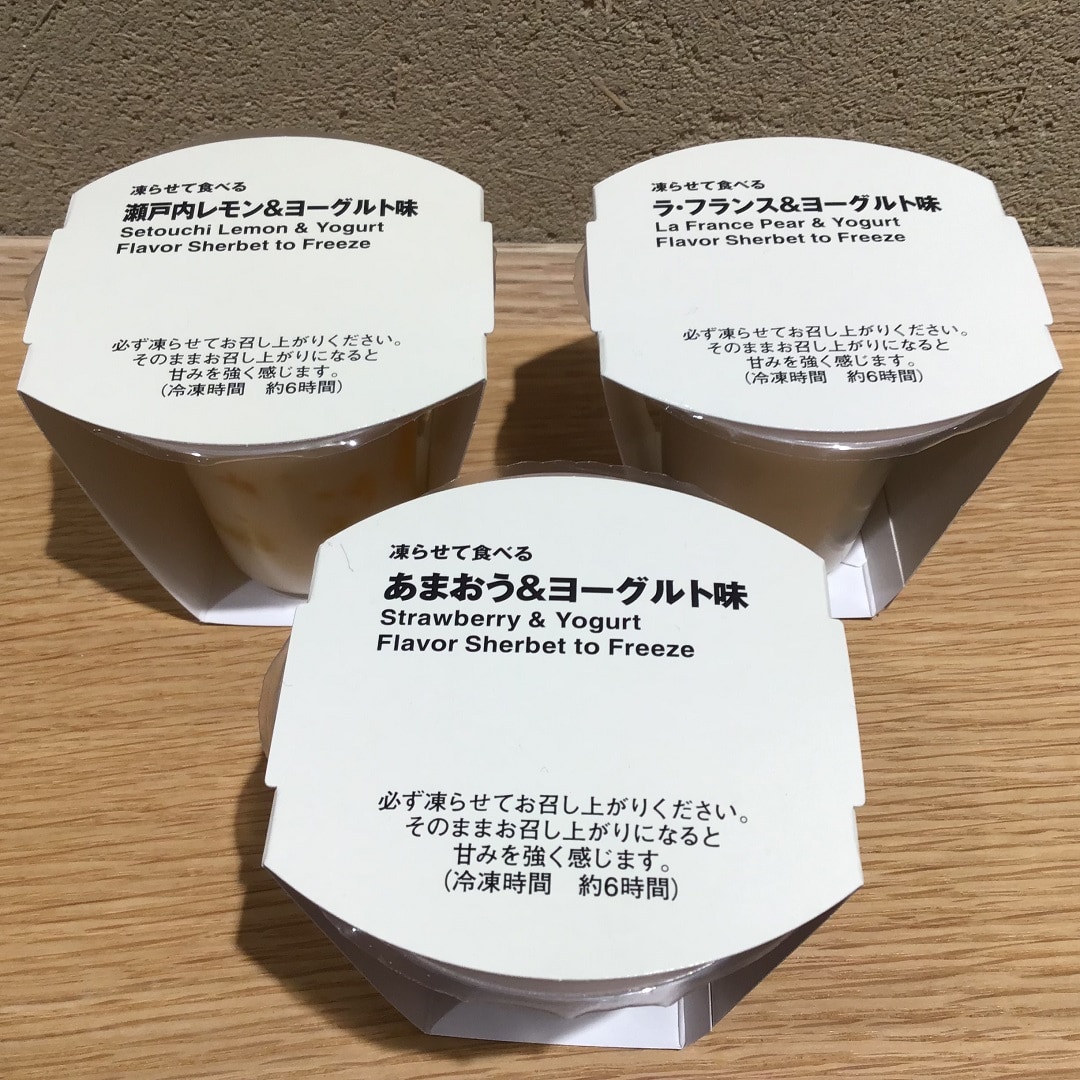 凍らせて食べる
瀬戸内レモン&ヨーグルト味
Setouchi Lemon & Yogurt
Flavor Sherbet to Freeze
必ず凍らせてお召し上がりください。
そのままお召し上がりになると
甘みを強く感じます。
(冷凍時間　約6時間)
凍らせて食べる
ラ・フランス&ヨーグルト味
La France Pear & Yogurt
Flavor Sherbet to Freeze
必ず凍らせてお召し上がりください。
そのままお召し上がりになると
甘みを強く感じます。
(冷凍時間　約6時間)
凍らせて食べる
あまおう&ヨーグルト味
Strawberry & Yogurt
Flavor Sherbet to Freeze
必ず凍らせてお召し上がりください。
そのままお召し上がりになると
甘みを強く感じます。
(冷凍時間　約6時間)